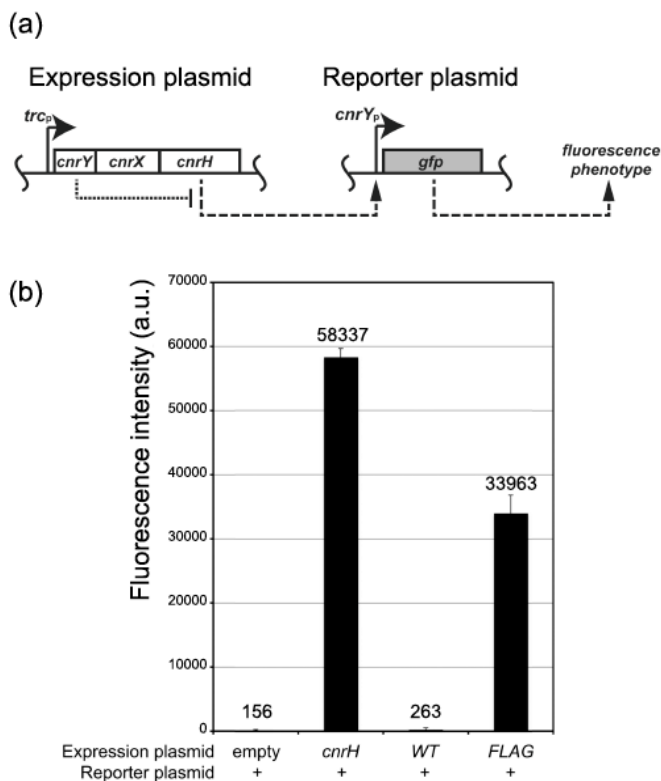 (a)
Expression plasmid Reporter plasmid
trcp cnrYp
cnrY cnrX cnrH gfp fluorescence
phenotype
(b)
Fluorescence intensity (a.u.)
70000
60000
50000
40000
30000
20000
10000
0
156 58337 263 33963
Expression plasmid empty cnrH WT FLAG
Reporter plasmid + + + +